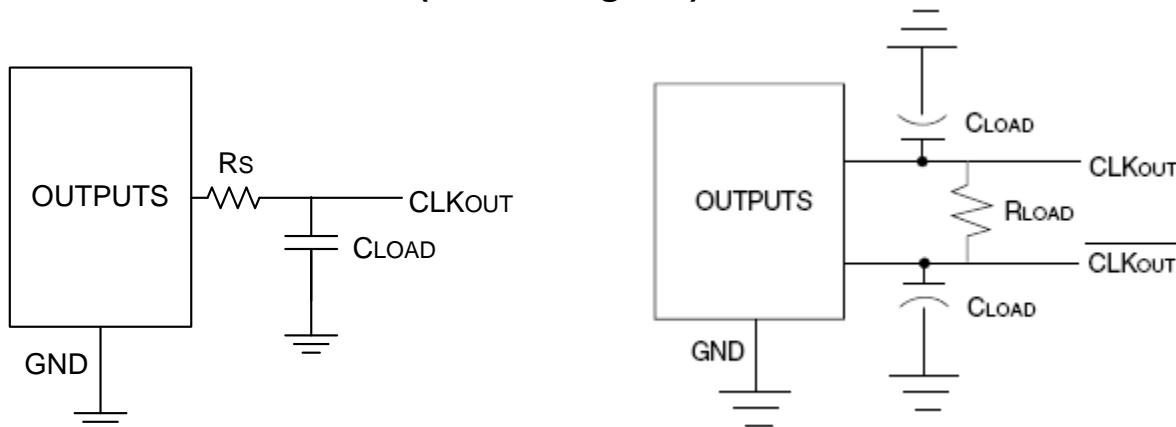 OUTPUTS
RS
CLKOUT
CLOAD
GND
OUTPUTS
CLOAD
CLKOUT
RLOAD
CLKOUT
CLOAD
GND